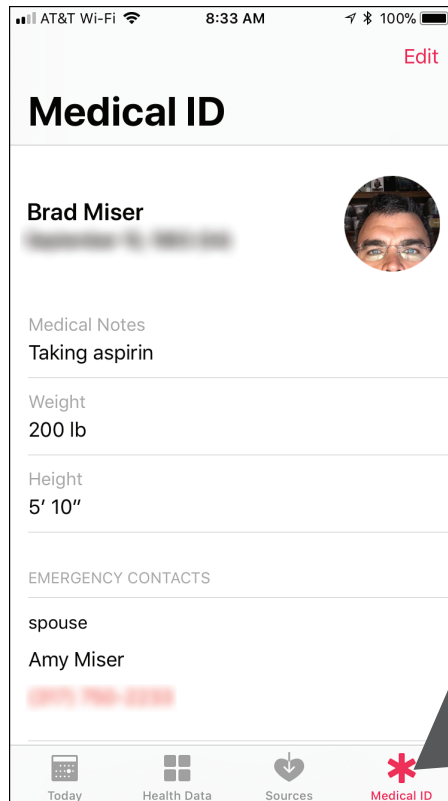 AT&T Wi-Fi 8:33 AM 100%
Edit
Medical ID
Brad Miser
Medical Notes
Taking aspirin
Weight
200 lb
Height
5′ 10″
EMERGENCY CONTACTS
spouse
Amy Miser
Today Health Data Sources Medical ID